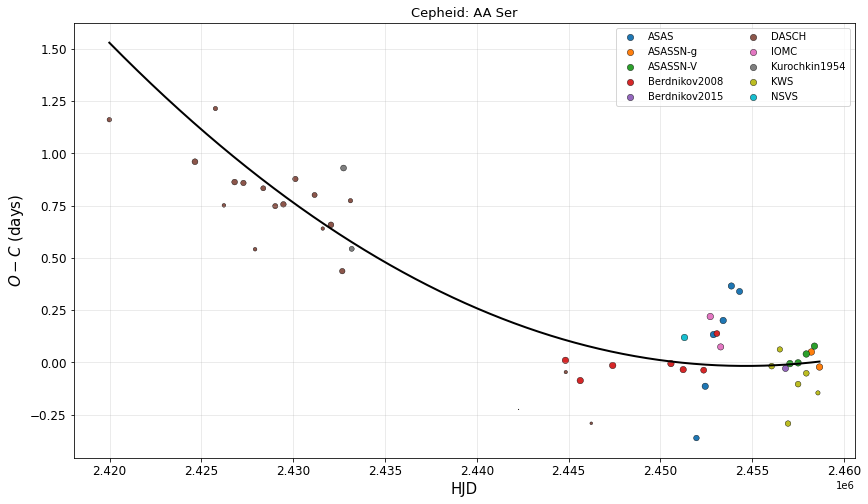 Cepheid: AA Ser
ASAS
ASASSN-g
ASASSN-V
Berdnikov2008
Berdnikov2015
DASCH
IOMC
Kurochkin1954
KWS
NSVS
1.50
1.25
1.00
0.75
0.50
0.25
0.00
−0.25
O − C (days)
2.420 2.425 2.430 2.435 2.440 2.445 2.450 2.455 2.460
1e6
HJD